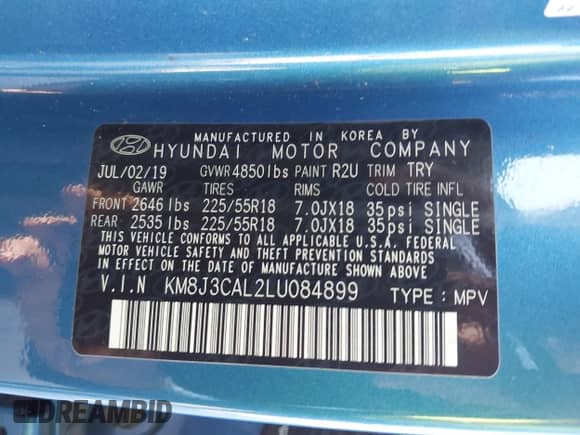 MANUFACTURED IN KOREA BY
HYUNDAI MOTOR COMPANY
JUL/02/19 GVWR 4850lbs PAINT R2U TRIM TRY
GAWR TIRES RIMS COLD TIRE INFL
FRONT 2646 lbs 225/55R18 7.0JX18 35psi SINGLE
REAR: 2535 lbs 225/55R18 7.0JX18 35psi SINGLE
THIS VEHICLE CONFORMS TO ALL APPLICABLE U.S.A. FEDERAL
MOTOR VEHICLE SAFETY AND THEFT PREVENTION STANDARDS
IN EFFECT ON THE DATE OF MANUFACTURE SHOWN ABOVE.
V.I.N KM8J3CAL2LU084899 TYPE: MPV
DREAMBID